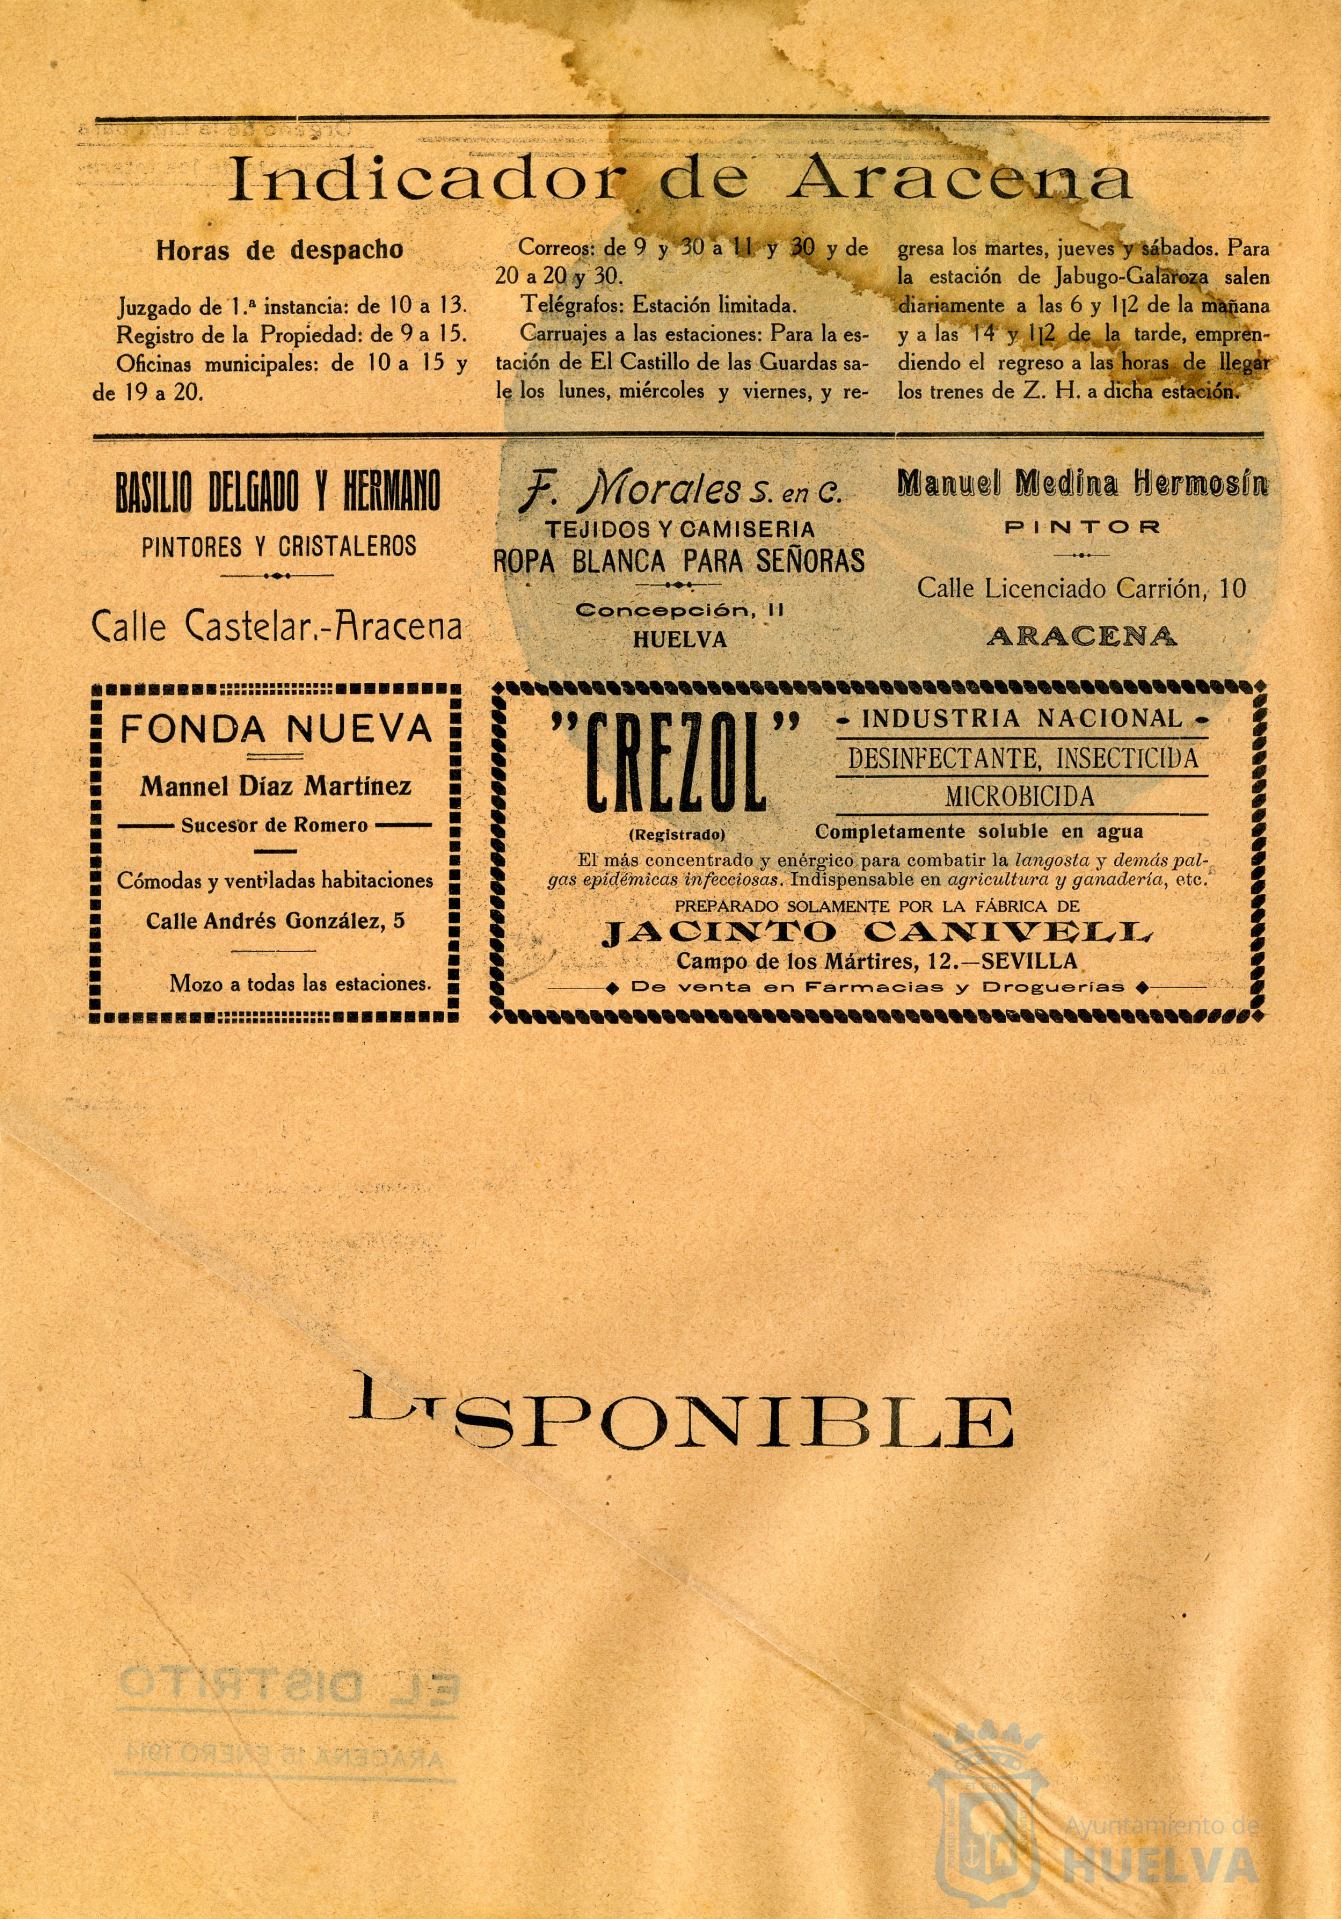 Indicador de Aracena
Horas de despacho
Juzgado de 1.ª instancia: de 10 a 13.
Registro de la Propiedad: de 9 a 15.
Oficinas municipales: de 10 a 15 y
de 19 a 20.
Correos: de 9 y 30 a 11 y 30 y de
20 a 20 y 30.
Telégrafos: Estación limitada.
Carruajes a las estaciones: Para la es-
tación de El Castillo de las Guardas sa-
le los lunes, miércoles y viernes, y re-
gresa los martes, jueves y sábados. Para
la estación de Jabugo-Galaroza salen
diariamente a las 6 y 1|2 de la mañana
y a las 14 y 1|2 de la tarde, empren-
diendo el regreso a las horas de llegar
los trenes de Z. H. a dicha estación.
BASILIO DELGADO Y HERMANO
PINTORES Y CRISTALEROS
Calle Castelar.-Aracena
F. Morales S. en C.
TEJIDOS Y CAMISERIA
ROPA BLANCA PARA SEÑORAS
Concepción, 11
HUELVA
Manuel Medina Hermosín
PINTOR
Calle Licenciado Carrión, 10
ARACENA
FONDA NUEVA
Mannel Díaz Martínez
Sucesor de Romero
Cómodas y ventiladas habitaciones
Calle Andrés González, 5
Mozo a todas las estaciones.
"CREZOL"
(Registrado)
- INDUSTRIA NACIONAL -
DESINFECTANTE, INSECTICIDA
MICROBICIDA
Completamente soluble en agua
El más concentrado y enérgico para combatir la langosta y demás pal-
gas epidémicas infecciosas. Indispensable en agricultura y ganadería, etc.
PREPARADO SOLAMENTE POR LA FÁBRICA DE
JACINTO CANIVELL
Campo de los Mártires, 12.—SEVILLA
De venta en Farmacias y Droguerías
DISPONIBLE
EL DISTRITO
ARACENA 15 ENERO 1914
Ayuntamiento de
HUELVA